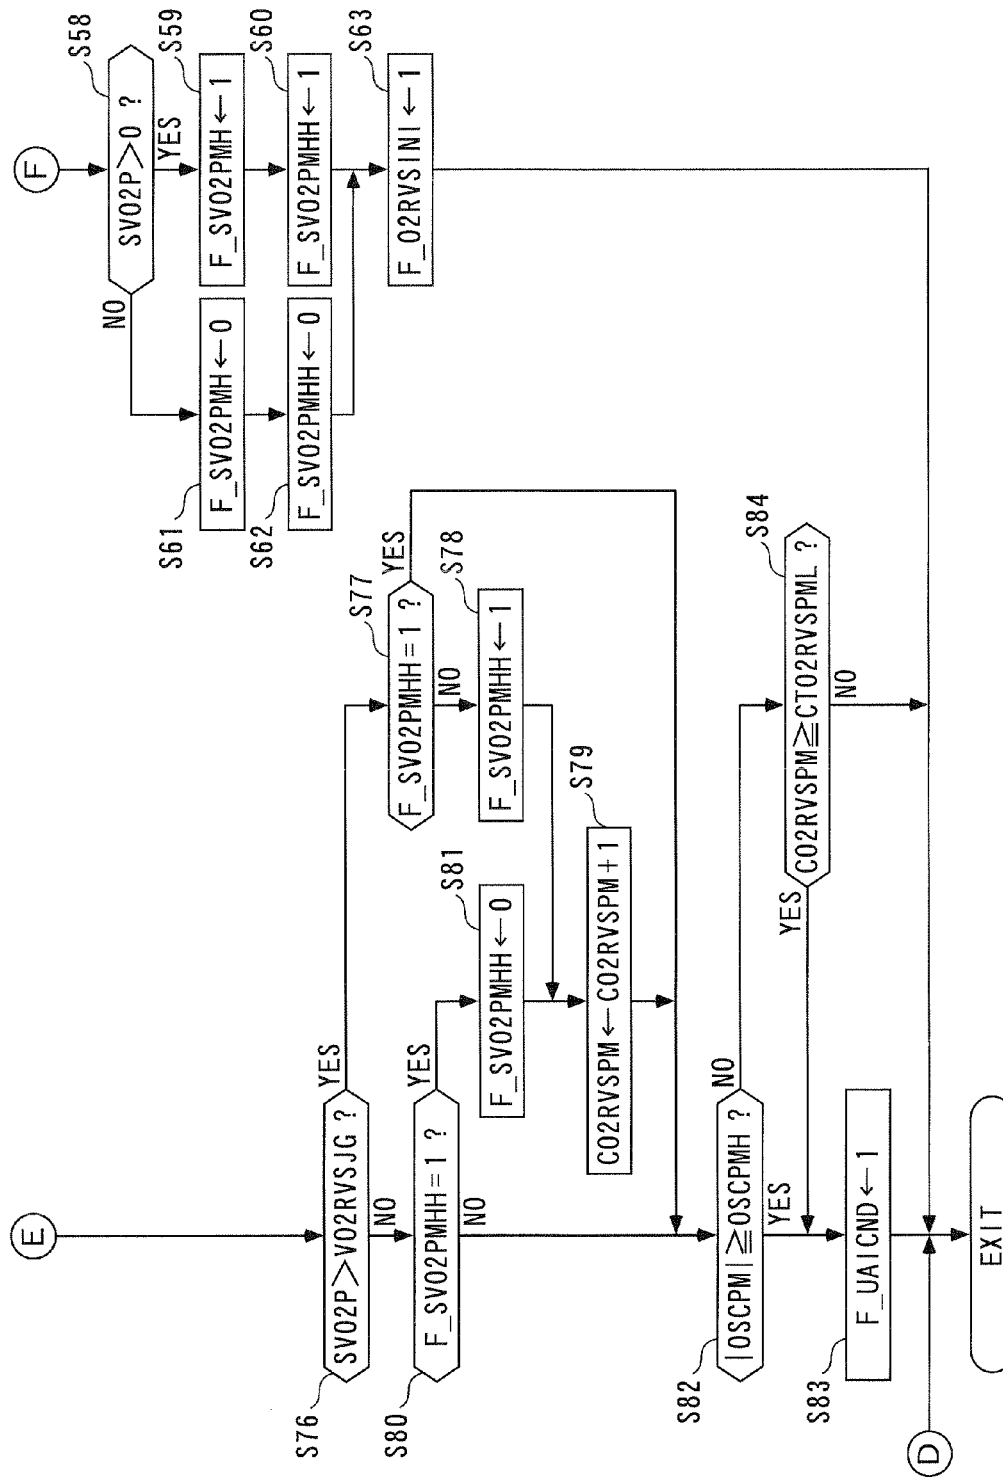 E
S76
SVO2P>VO2RVSJG ?
YES
NO
S80
F_SVO2PMHH=1 ?
YES
NO
S77
F_SVO2PMHH=1 ?
YES
NO
S78
F_SVO2PMHH←1
S81
F_SVO2PMHH←0
S79
CO2RVSPM←CO2RVSPM+1
S82
|OSCPM|≧OSCPMH ?
NO
YES
S84
CO2RVSPM≧CTO2RVSPML ?
YES
NO
S83
F_UAICND←1
D
EXIT
F
S58
SVO2P>0 ?
NO
YES
S59
F_SVO2PMH←1
S60
F_SVO2PMHH←1
S61
F_SVO2PMH←0
S62
F_SVO2PMHH←0
S63
F_O2RVSINI←1